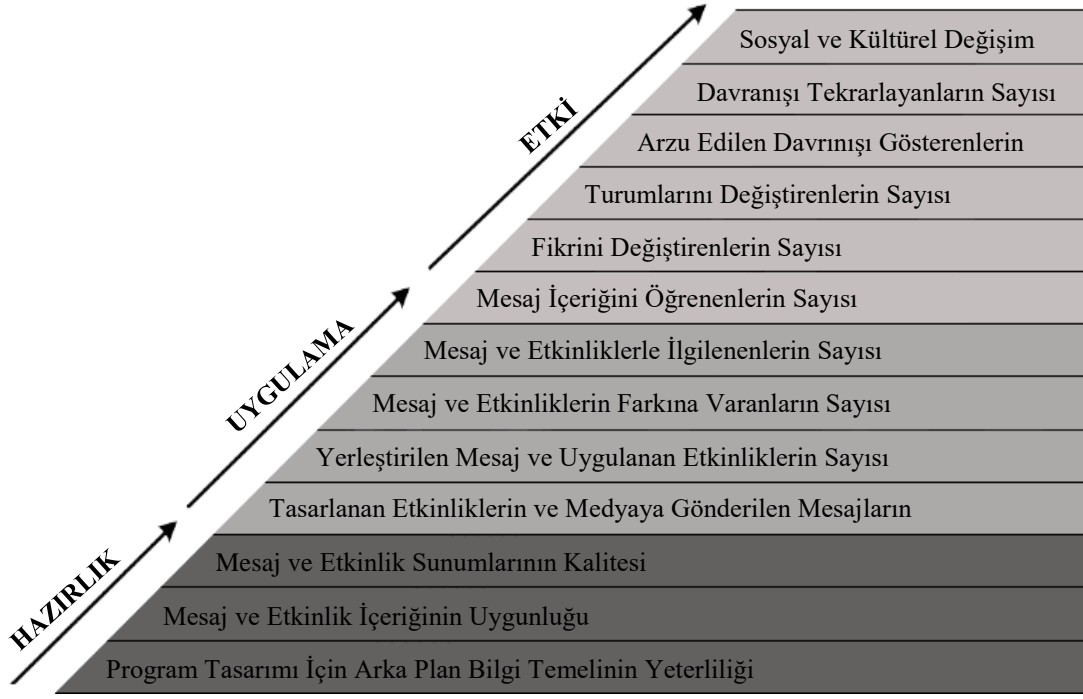 Sosyal ve Kültürel Değişim
Davranışı Tekrarlayanların Sayısı
Arzu Edilen Davrınışı Gösterenlerin
Turumlarını Değiştirenlerin Sayısı
Fikrini Değiştirenlerin Sayısı
Mesaj İçeriğini Öğrenenlerin Sayısı
ETKİ
Mesaj ve Etkinliklerle İlgilenenlerin Sayısı
Mesaj ve Etkinliklerin Farkına Varanların Sayısı
Yerleştirilen Mesaj ve Uygulanan Etkinliklerin Sayısı
Tasarlanan Etkinliklerin ve Medyaya Gönderilen Mesajların
UYGULAMA
Mesaj ve Etkinlik Sunumlarının Kalitesi
Mesaj ve Etkinlik İçeriğinin Uygunluğu
Program Tasarımı İçin Arka Plan Bilgi Temelinin Yeterliliği
HAZIRLIK